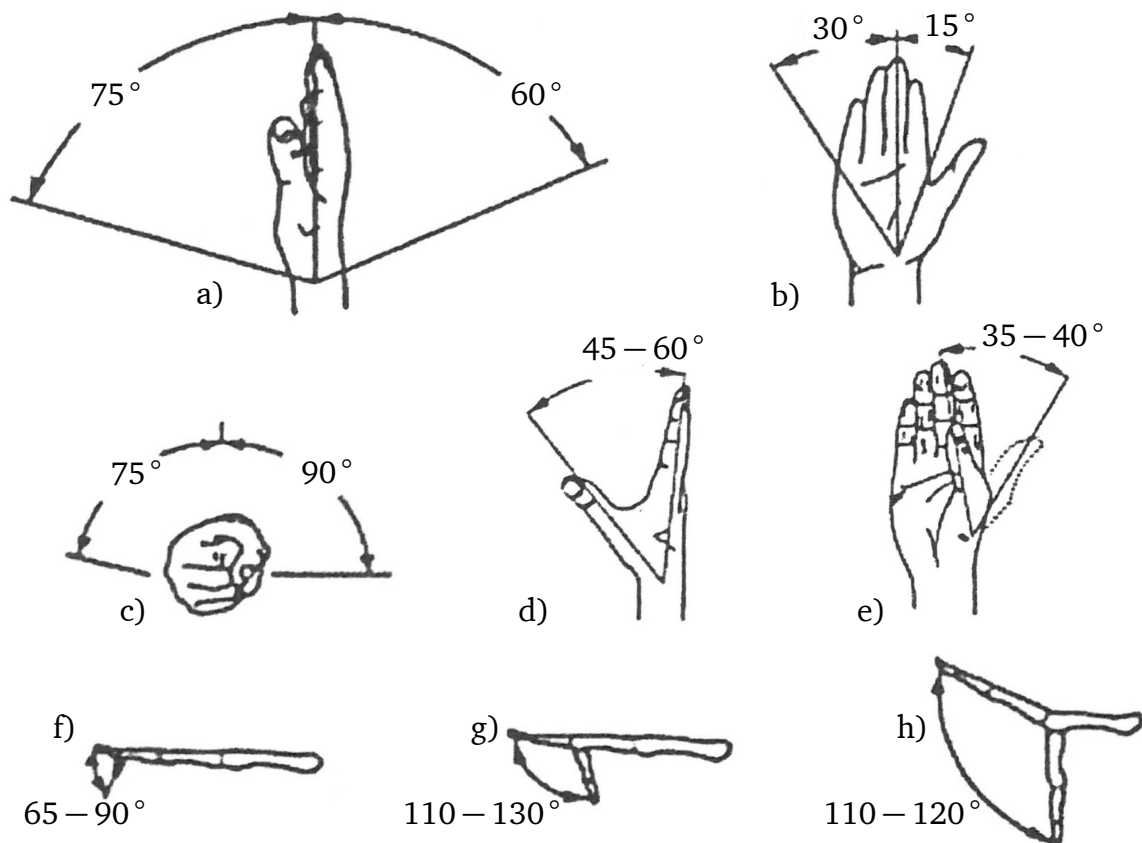 30° 15°
75° 60°
a) b)
45 – 60° 35 – 40°
75° 90°
c) d) e)
f) g) h)
65 – 90° 110 – 130° 110 – 120°